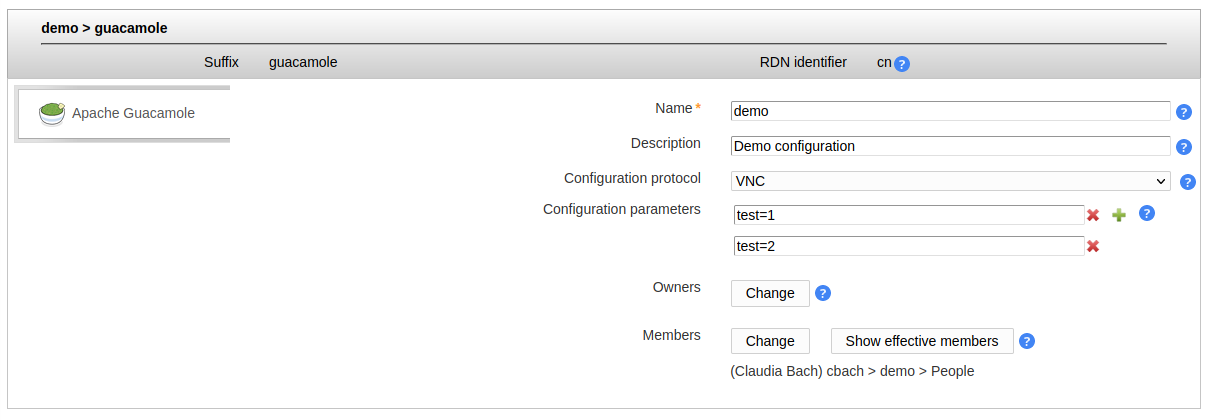 demo > guacamole
Suffix guacamole RDN identifier cn ?
Apache Guacamole
Name * demo ?
Description Demo configuration ?
Configuration protocol VNC ?
Configuration parameters test=1 ?
test=2
Owners Change ?
Members Change Show effective members ?
(Claudia Bach) cbach > demo > People